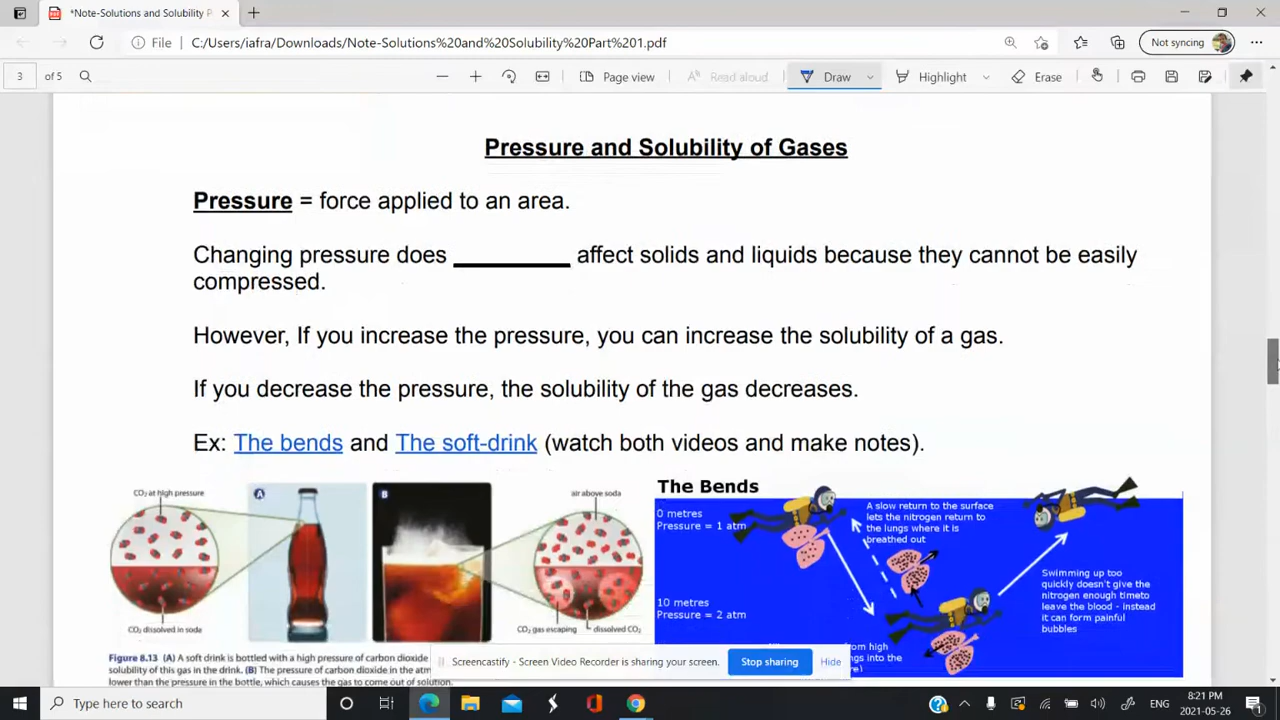 *Note-Solutions and Solubility P
File
C:/Users/iafra/Downloads/Note-Solutions%20and%20Solubility%20Part%201.pdf
Not syncing
3 of 5
Page view
Read aloud
Draw
Highlight
Erase
Pressure and Solubility of Gases
Pressure = force applied to an area.
Changing pressure does __________ affect solids and liquids because they cannot be easily
compressed.
However, If you increase the pressure, you can increase the solubility of a gas.
If you decrease the pressure, the solubility of the gas decreases.
Ex: The bends and The soft-drink (watch both videos and make notes).
CO₂ at high pressure
A
CO₂ dissolved in soda
B
air above soda
CO₂ gas escaping
dissolved CO₂
Figure 8.13 (A) A soft drink is bottled with a high pressure of carbon dioxide
solubility of this gas in the drink. (B) The pressure of carbon dioxide in the atm
lower than the pressure in the bottle, which causes the gas to come out of solution.
The Bends
0 metres
Pressure = 1 atm
A slow return to the surface
lets the nitrogen return to
the lungs where it is
breathed out
10 metres
Pressure = 2 atm
Swimming up too
quickly doesn't give the
nitrogen enough timeto
leave the blood - instead
it can form painful
bubbles
from high
ngs into the
Screencastify - Screen Video Recorder is sharing your screen.
Stop sharing
Hide
Type here to search
ENG
8:21 PM
2021-05-26
1